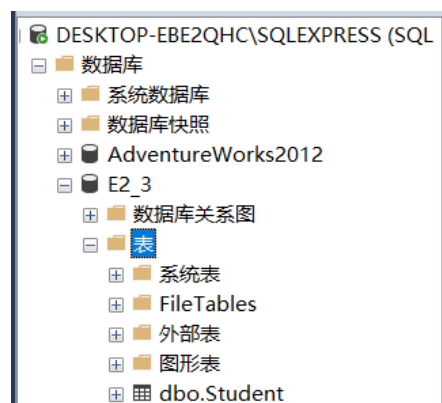 DESKTOP-EBE2QHC\SQLEXPRESS (SQL
数据库
系统数据库
数据库快照
AdventureWorks2012
E2_3
数据库关系图
表
系统表
FileTables
外部表
图形表
dbo.Student